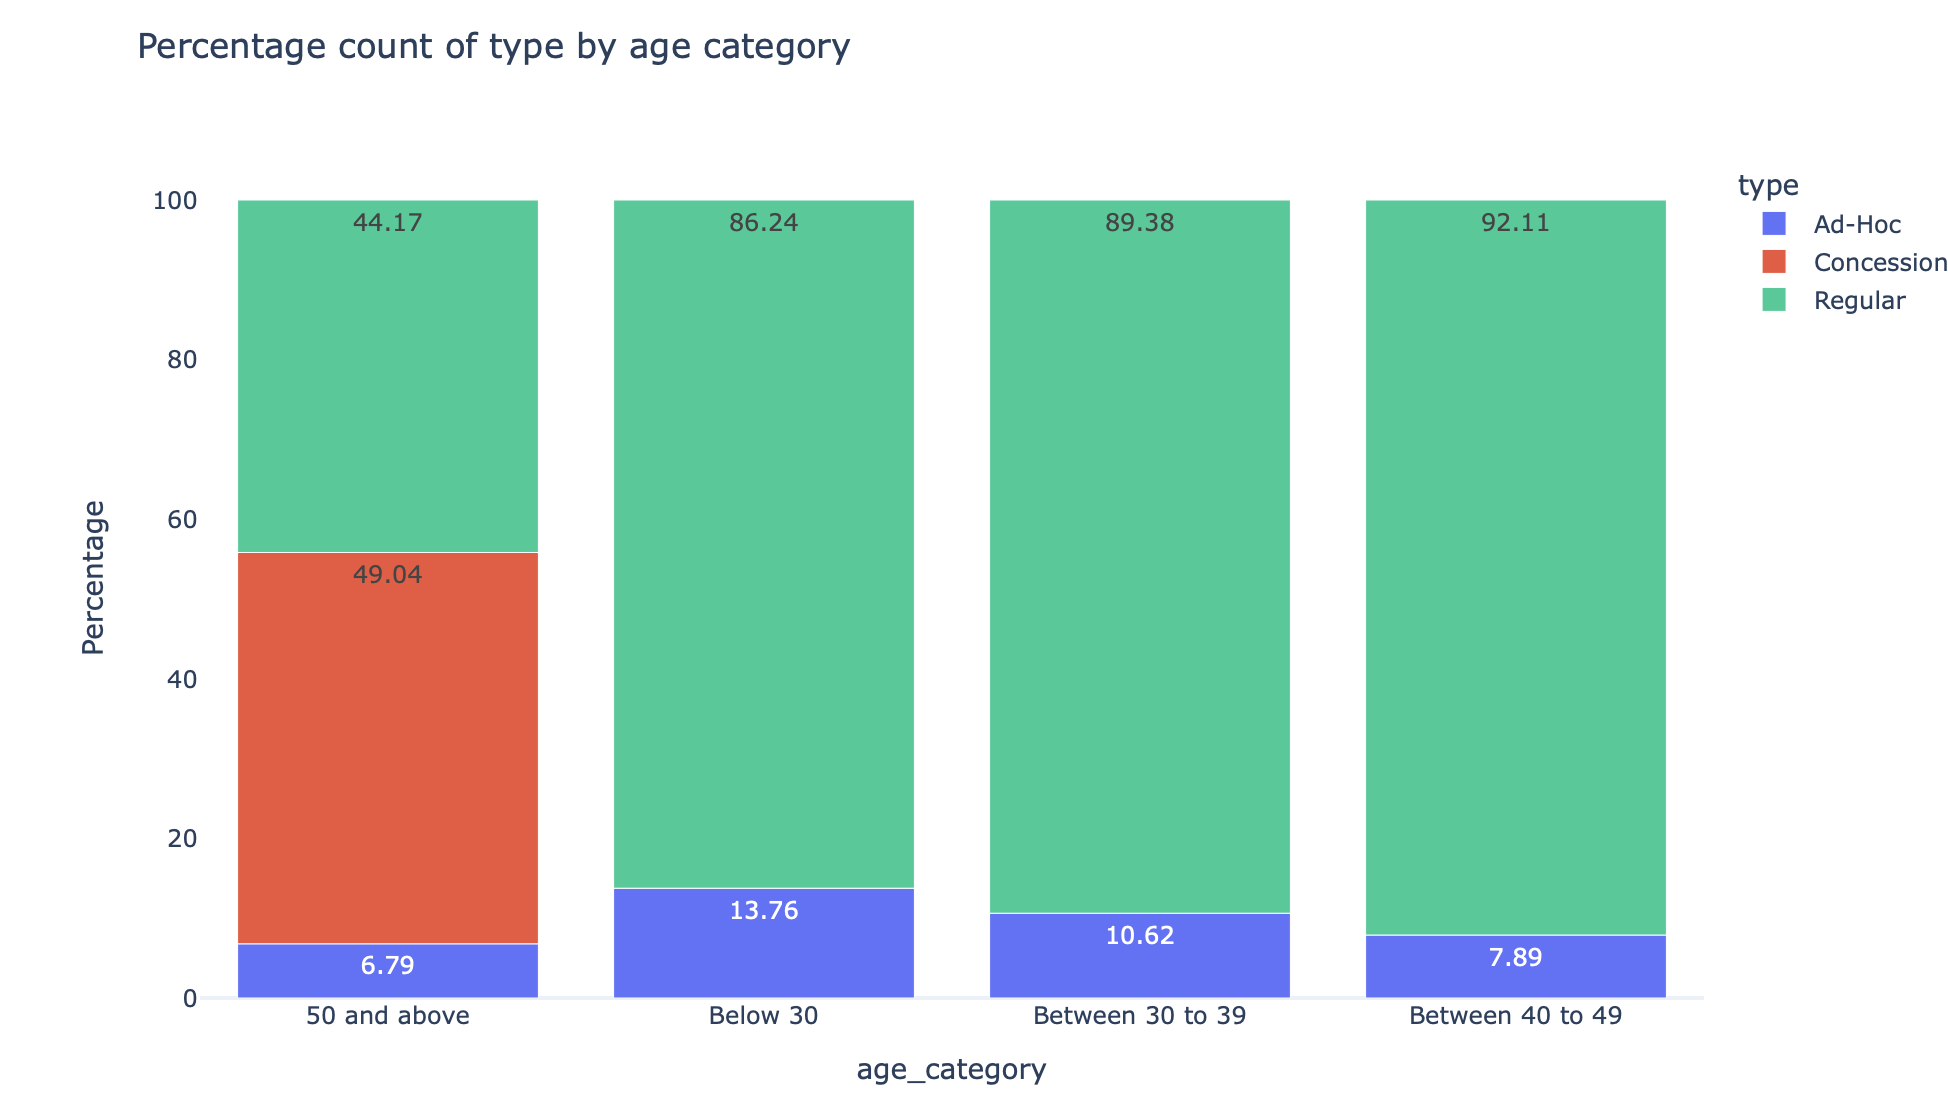 Percentage count of type by age category
type
Ad-Hoc
Concession
Regular
Percentage
100
80
60
40
20
0
44.17
49.04
6.79
86.24
13.76
89.38
10.62
92.11
7.89
50 and above
Below 30
Between 30 to 39
Between 40 to 49
age_category